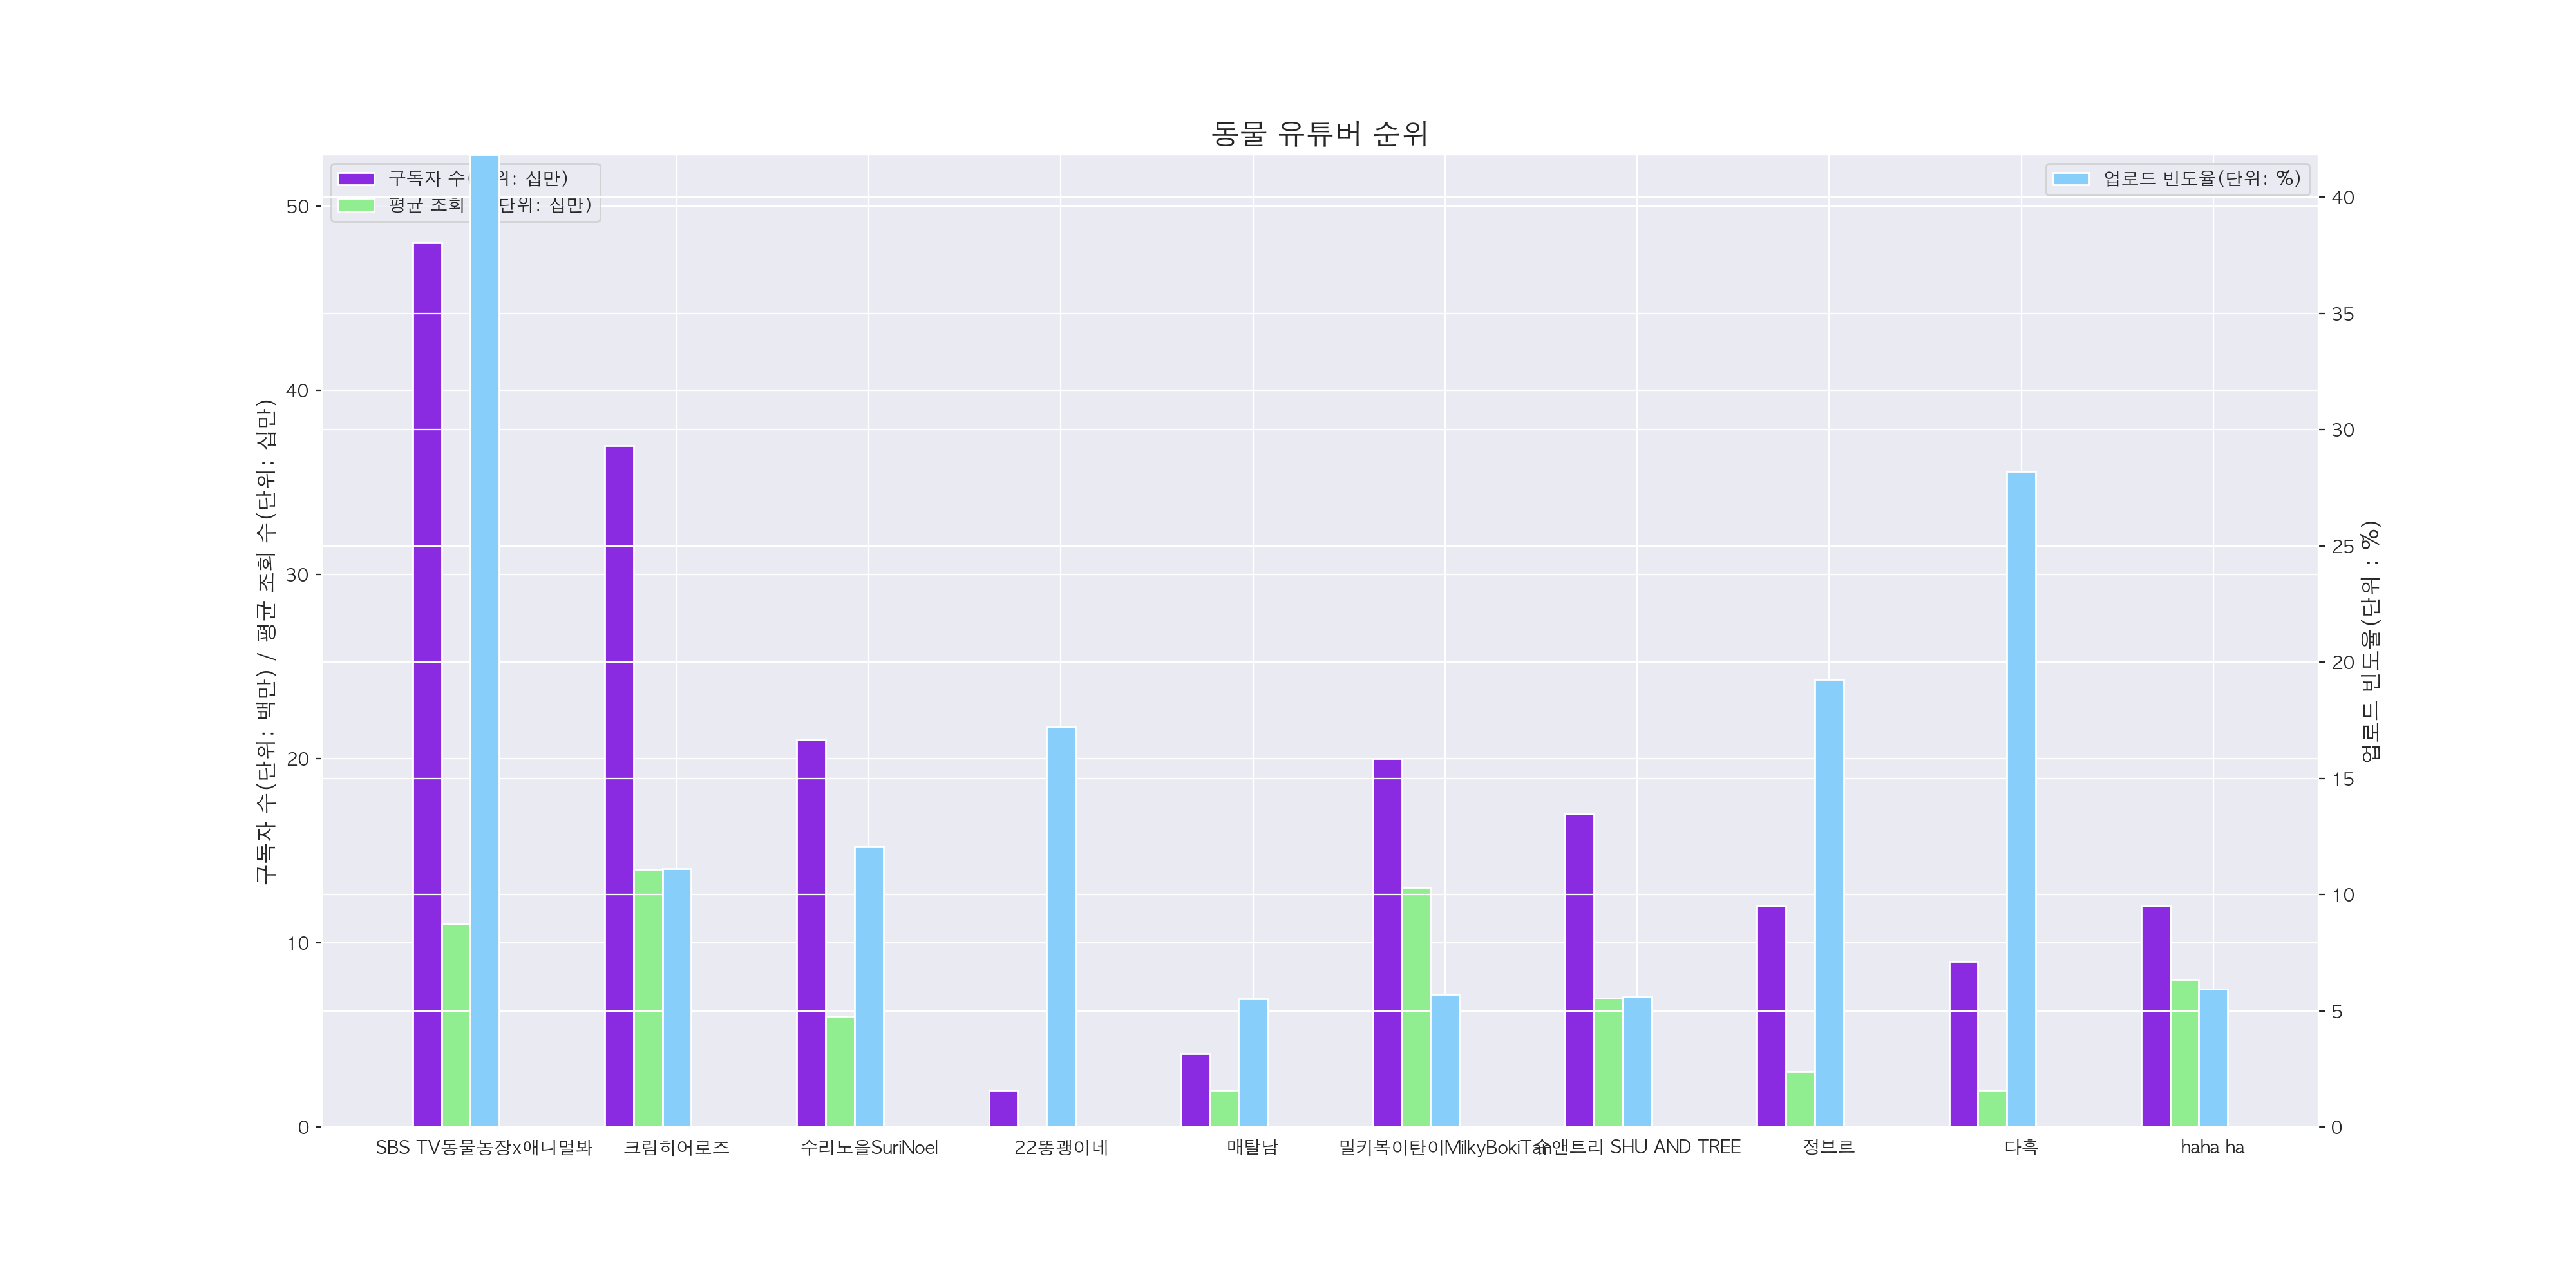 동물 유튜버 순위
구독자 수( 위: 십만)
평균 조회 단위: 십만)
업로드 빈도율(단위: %)
구독자 수(단위: 백만) / 평균 조회 수(단위: 십만)
50
40
30
20
10
0
40
35
30
25
20
15
10
5
0
업로드 빈도율(단위 : %)
SBS TV동물농장x애니멀봐
크림히어로즈
수리노을SuriNoel
22똥괭이네
매탈남
밀키복이탄이MilkyBokiTan
슈앤트리 SHU AND TREE
정브르
다흑
haha ha